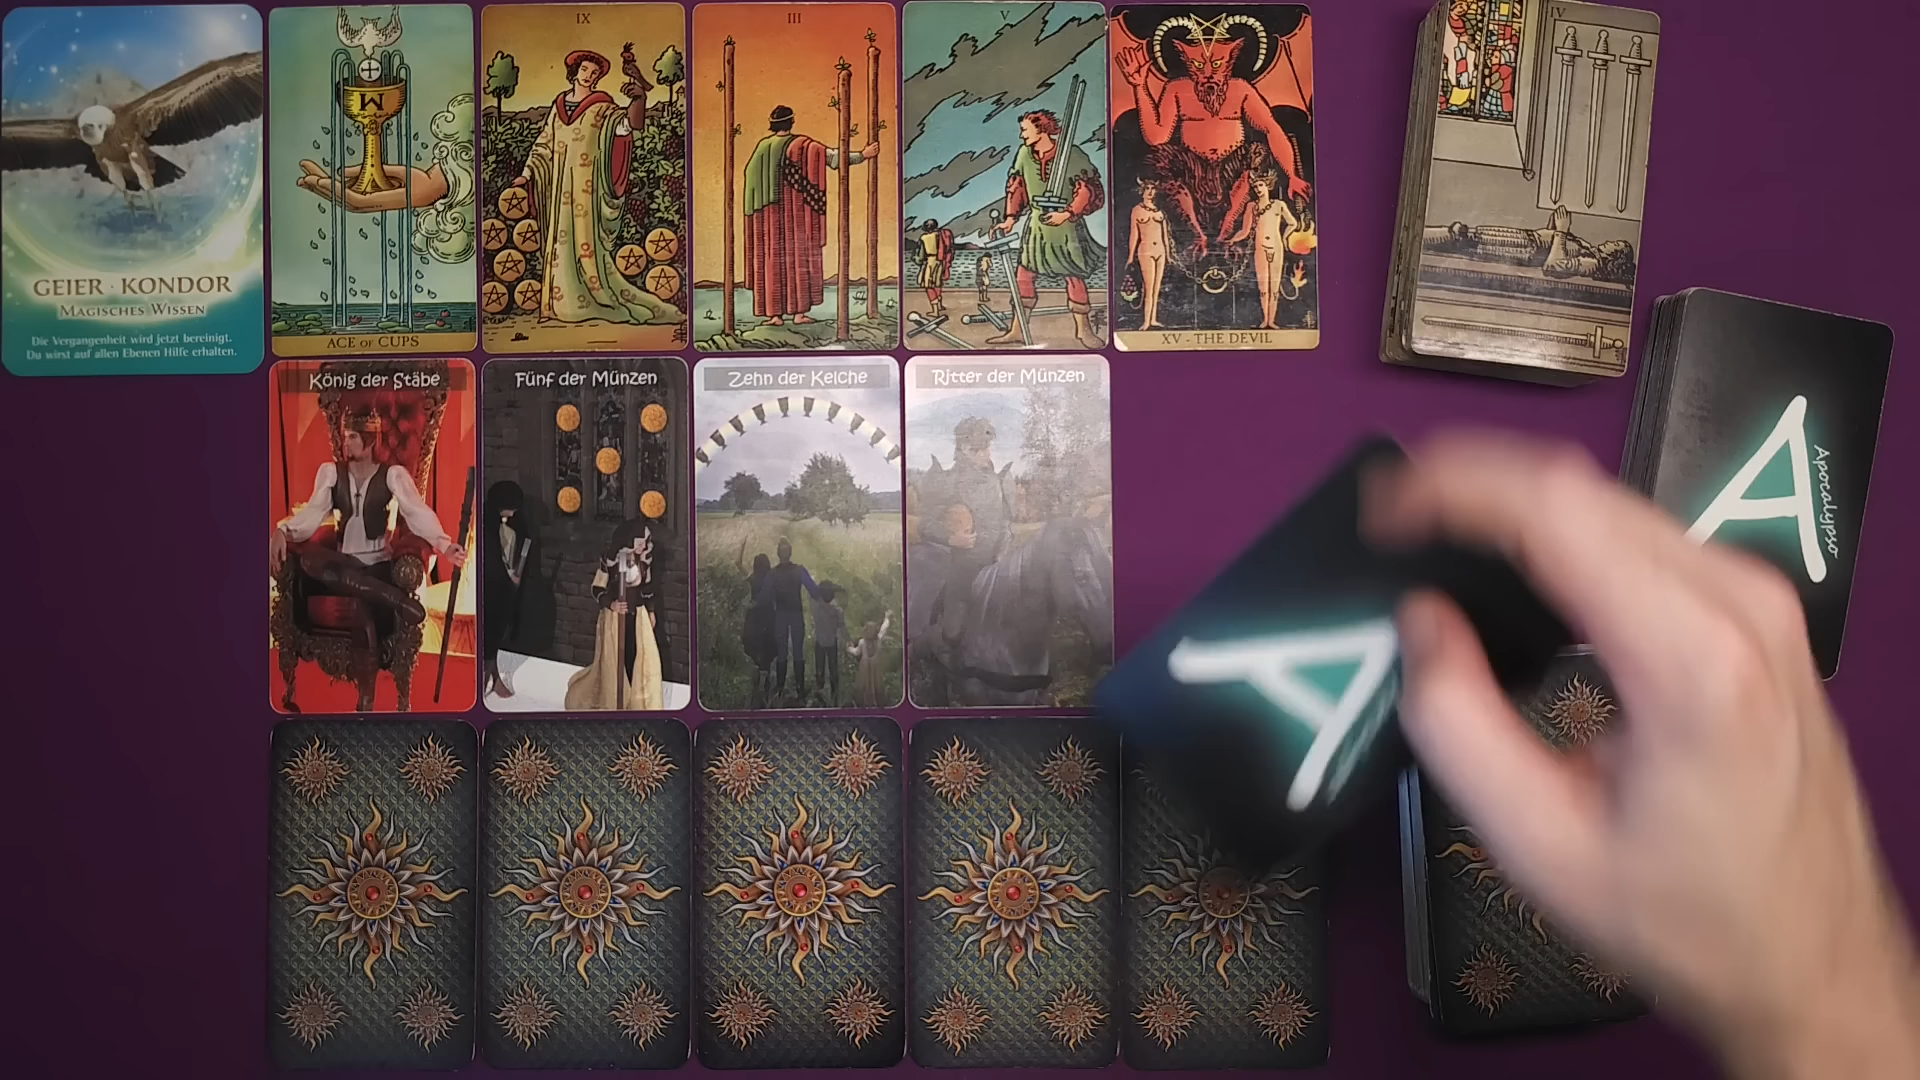 GEIER · KONDOR
MAGISCHES WISSEN
Die Vergangenheit wird jetzt bereinigt.
Du wirst auf allen Ebenen Hilfe erhalten.
ACE OF CUPS
IX
III
V
XV - THE DEVIL
IV
König der Stäbe
Fünf der Münzen
Zehn der Kelche
Ritter der Münzen
A
Apocalypso
A